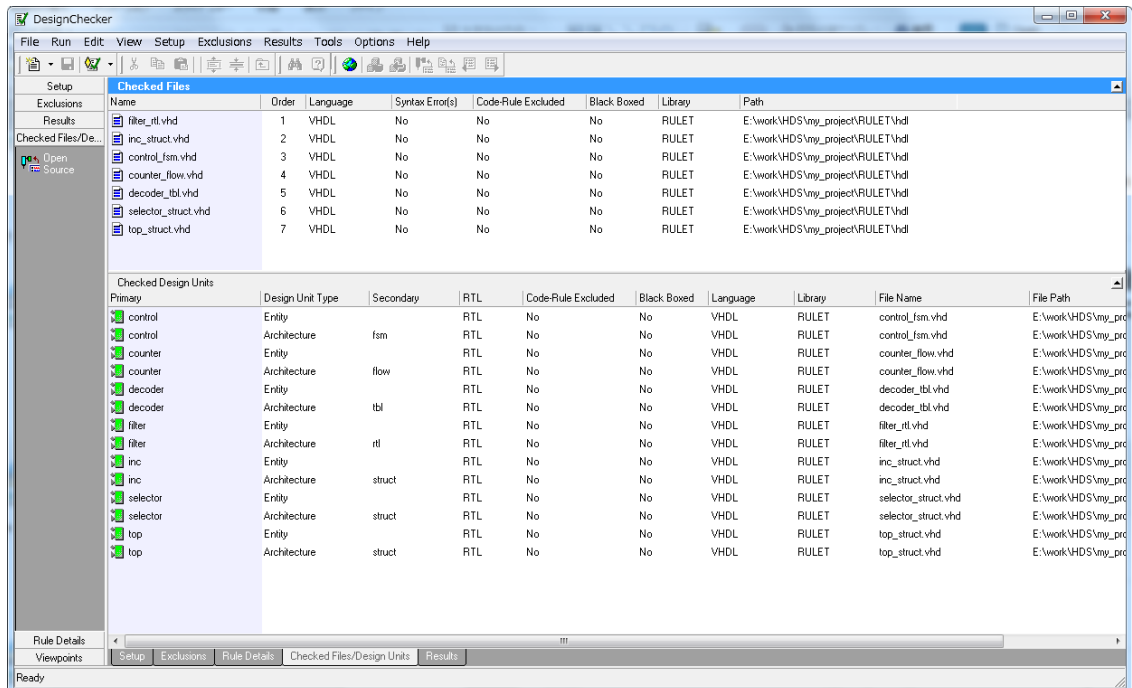 DesignChecker
File Run Edit View Setup Exclusions Results Tools Options Help
Setup
Exclusions
Results
Checked Files/De...
Open Source
Checked Files
Name Order Language Syntax Error(s) Code-Rule Excluded Black Boxed Library Path
filter_rtl.vhd 1 VHDL No No No RULET E:\work\HDS\my_project\RULET\hdl
inc_struct.vhd 2 VHDL No No No RULET E:\work\HDS\my_project\RULET\hdl
control_fsm.vhd 3 VHDL No No No RULET E:\work\HDS\my_project\RULET\hdl
counter_flow.vhd 4 VHDL No No No RULET E:\work\HDS\my_project\RULET\hdl
decoder_tbl.vhd 5 VHDL No No No RULET E:\work\HDS\my_project\RULET\hdl
selector_struct.vhd 6 VHDL No No No RULET E:\work\HDS\my_project\RULET\hdl
top_struct.vhd 7 VHDL No No No RULET E:\work\HDS\my_project\RULET\hdl
Checked Design Units
Primary Design Unit Type Secondary RTL Code-Rule Excluded Black Boxed Language Library File Name File Path
control Entity RTL No No VHDL RULET control_fsm.vhd E:\work\HDS\my_pro
control Architecture fsm RTL No No VHDL RULET control_fsm.vhd E:\work\HDS\my_pro
counter Entity RTL No No VHDL RULET counter_flow.vhd E:\work\HDS\my_pro
counter Architecture flow RTL No No VHDL RULET counter_flow.vhd E:\work\HDS\my_pro
decoder Entity RTL No No VHDL RULET decoder_tbl.vhd E:\work\HDS\my_pro
decoder Architecture tbl RTL No No VHDL RULET decoder_tbl.vhd E:\work\HDS\my_pro
filter Entity RTL No No VHDL RULET filter_rtl.vhd E:\work\HDS\my_pro
filter Architecture rtl RTL No No VHDL RULET filter_rtl.vhd E:\work\HDS\my_pro
inc Entity RTL No No VHDL RULET inc_struct.vhd E:\work\HDS\my_pro
inc Architecture struct RTL No No VHDL RULET inc_struct.vhd E:\work\HDS\my_pro
selector Entity RTL No No VHDL RULET selector_struct.vhd E:\work\HDS\my_pro
selector Architecture struct RTL No No VHDL RULET selector_struct.vhd E:\work\HDS\my_pro
top Entity RTL No No VHDL RULET top_struct.vhd E:\work\HDS\my_pro
top Architecture struct RTL No No VHDL RULET top_struct.vhd E:\work\HDS\my_pro
Rule Details
Viewpoints
Setup Exclusions Rule Details Checked Files/Design Units Results
Ready